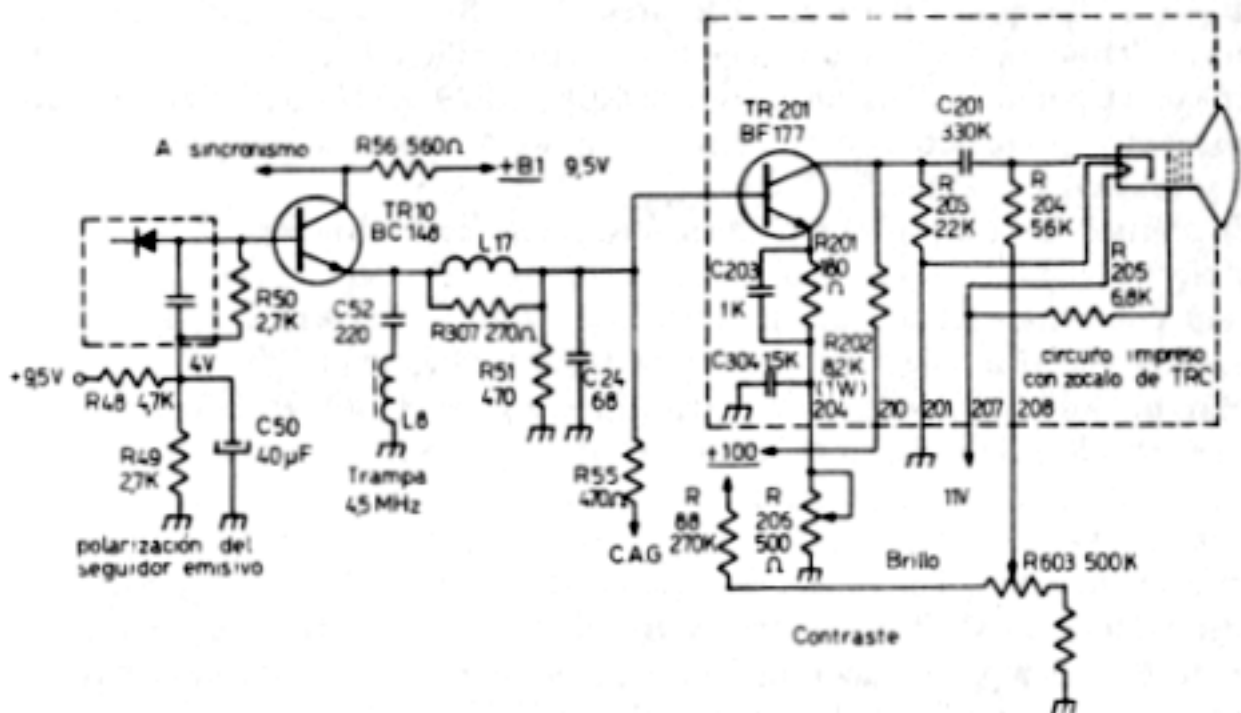 A sincronismo
R56 560Ω
+B1 9,5V
TR10
BC 148
TR 201
BF 177
C201
330K
R
205
22K
R
204
56K
R
205
6,8K
L17
R307 270Ω
C52
220
L8
Trampa
4,5 MHz
R50
2,7K
4V
+9,5V
R48 4,7K
R49
2,7K
C50
40µF
polarización del
seguidor emisivo
R51
470
C24
68
R55
470Ω
C.A.G
C203
1K
R201
180
Ω
R202
8,2K
(1W)
C304 15K
204
210
201
207
208
circuito impreso
con zocalo de TRC
+100
11V
R
88
270K
R
206
500
Ω
Brillo
R603 500K
Contraste